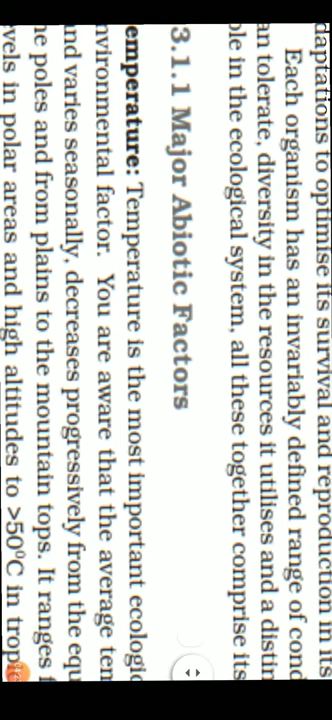 daptations to optimise its survival and reproduction in its
Each organism has an invariably defined range of cond
an tolerate, diversity in the resources it utilises and a distin
ole in the ecological system, all these together comprise its
3.1.1 Major Abiotic Factors
emperature: Temperature is the most important ecologic
nvironmental factor. You are aware that the average tem
nd varies seasonally, decreases progressively from the equ
he poles and from plains to the mountain tops. It ranges f
vels in polar areas and high altitudes to >50⁰C in tropic